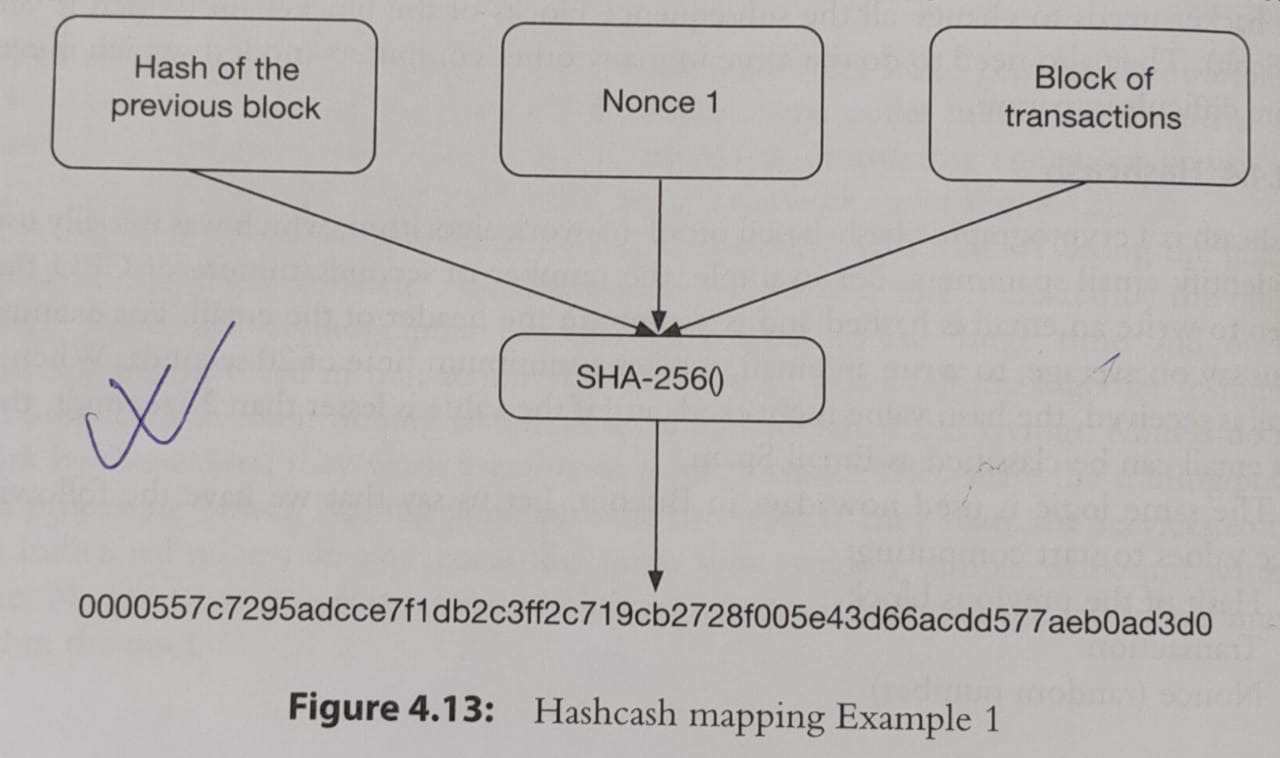 Hash of the
previous block
Nonce 1
Block of
transactions
SHA-256()
0000557c7295adcce7f1db2c3ff2c719cb2728f005e43d66acdd577aeb0ad3d0
Figure 4.13: Hashcash mapping Example 1